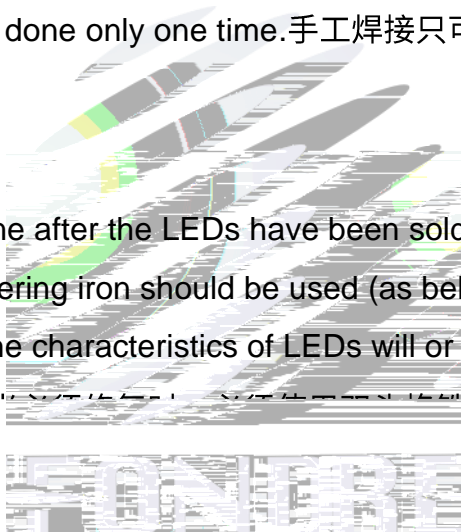 done only one time.手工焊接只可
ne after the LEDs have been sold
ering iron should be used (as bel
ne characteristics of LEDs will or